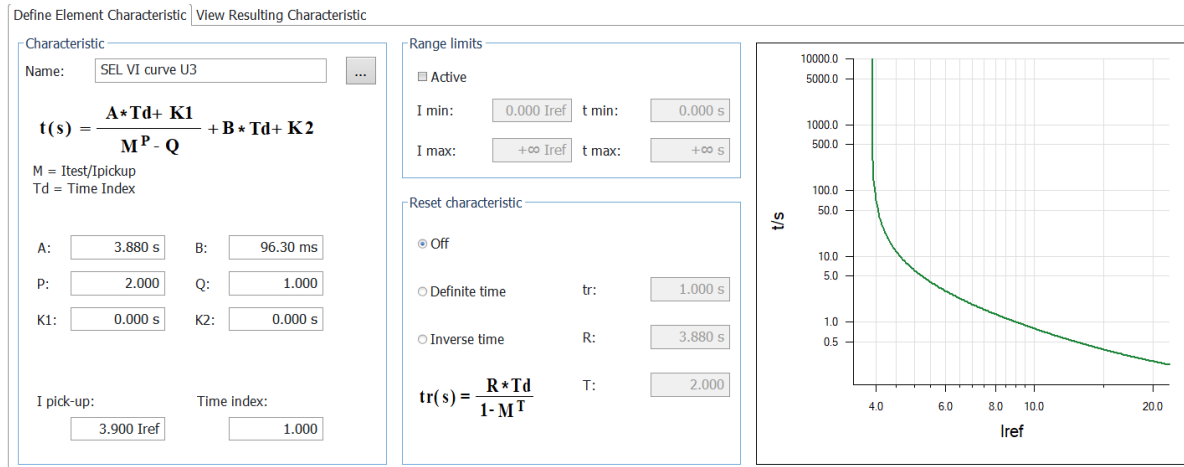 Define Element Characteristic View Resulting Characteristic
Characteristic
Name: SEL VI curve U3 ...
t(s) = A*Td+ K1 / M^P - Q + B*Td+ K2
M = Itest/Ipickup
Td = Time Index
A: 3.880 s B: 96.30 ms
P: 2.000 Q: 1.000
K1: 0.000 s K2: 0.000 s
I pick-up: Time index:
3.900 Iref 1.000
Range limits
Active
I min: 0.000 Iref t min: 0.000 s
I max: +∞ Iref t max: +∞ s
Reset characteristic
Off
Definite time tr: 1.000 s
Inverse time R: 3.880 s
T: 2.000
tr(s) = R*Td / 1- M^T
10000.0
5000.0
1000.0
500.0
100.0
50.0
10.0
5.0
1.0
0.5
t/s
4.0 6.0 8.0 10.0 20.0
Iref